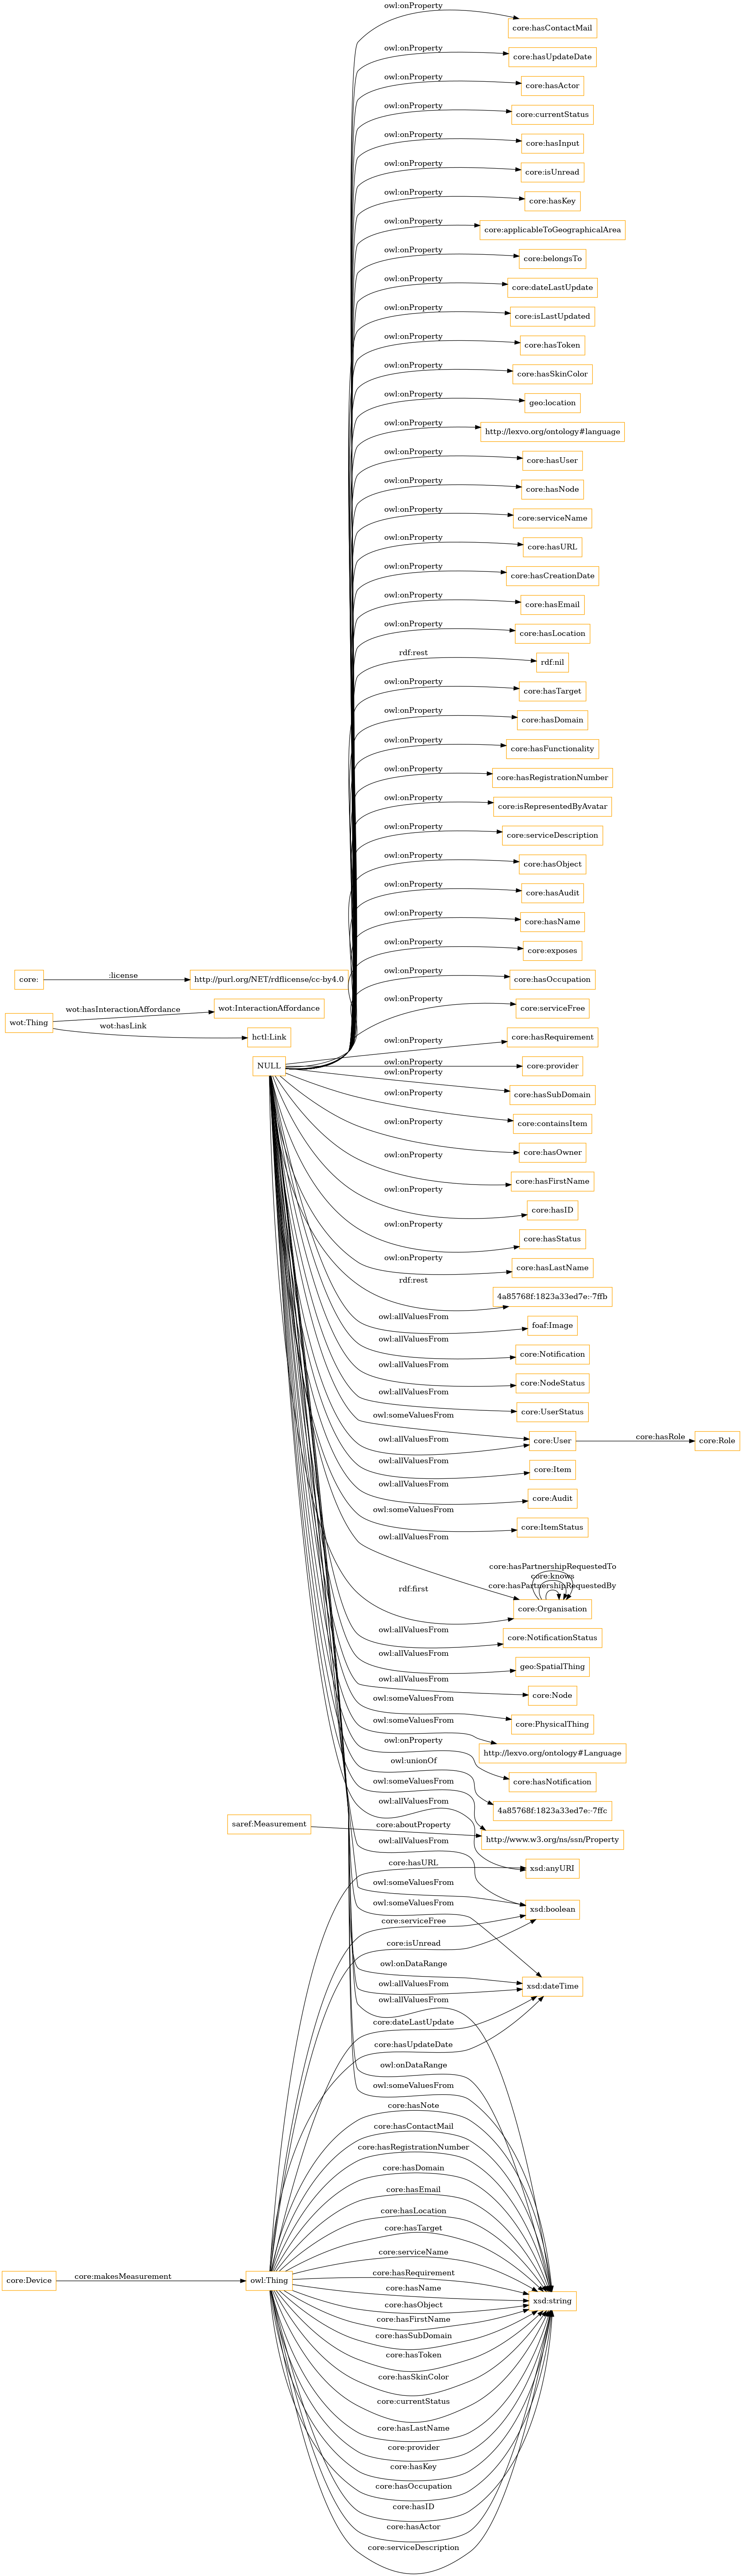 owl:onProperty
core:hasContactMail
owl:onProperty
core:hasUpdateDate
owl:onProperty
core:hasActor
owl:onProperty
core:currentStatus
owl:onProperty
core:hasInput
owl:onProperty
core:isUnread
owl:onProperty
core:hasKey
owl:onProperty
core:applicableToGeographicalArea
owl:onProperty
core:belongsTo
owl:onProperty
core:dateLastUpdate
owl:onProperty
core:isLastUpdated
owl:onProperty
core:hasToken
owl:onProperty
core:hasSkinColor
owl:onProperty
geo:location
owl:onProperty
http://lexvo.org/ontology#language
owl:onProperty
core:hasUser
owl:onProperty
core:hasNode
owl:onProperty
core:serviceName
owl:onProperty
core:hasURL
owl:onProperty
core:hasCreationDate
owl:onProperty
core:hasEmail
owl:onProperty
core:hasLocation
rdf:rest
rdf:nil
owl:onProperty
core:hasTarget
owl:onProperty
core:hasDomain
owl:onProperty
core:hasFunctionality
owl:onProperty
core:hasRegistrationNumber
owl:onProperty
core:isRepresentedByAvatar
owl:onProperty
core:serviceDescription
owl:onProperty
core:hasObject
owl:onProperty
core:hasAudit
owl:onProperty
core:hasName
owl:onProperty
core:exposes
core:
:license
http://purl.org/NET/rdflicense/cc-by4.0
owl:onProperty
core:hasOccupation
wot:Thing
wot:hasInteractionAffordance
wot:InteractionAffordance
owl:onProperty
core:serviceFree
wot:hasLink
hctl:Link
owl:onProperty
core:hasRequirement
NULL
owl:onProperty
core:provider
owl:onProperty
core:hasSubDomain
owl:onProperty
core:containsItem
owl:onProperty
core:hasOwner
owl:onProperty
core:hasFirstName
owl:onProperty
core:hasID
owl:onProperty
core:hasStatus
owl:onProperty
core:hasLastName
rdf:rest
4a85768f:1823a33ed7e:-7ffb
owl:allValuesFrom
foaf:Image
owl:allValuesFrom
core:Notification
owl:allValuesFrom
core:NodeStatus
owl:allValuesFrom
core:UserStatus
owl:someValuesFrom
owl:allValuesFrom
core:User
core:hasRole
core:Role
owl:allValuesFrom
core:Item
owl:allValuesFrom
core:Audit
owl:someValuesFrom
core:ItemStatus
owl:allValuesFrom
core:hasPartnershipRequestedTo
core:knows
core:hasPartnershipRequestedBy
rdf:first
core:Organisation
owl:allValuesFrom
core:NotificationStatus
owl:allValuesFrom
geo:SpatialThing
owl:allValuesFrom
core:Node
owl:someValuesFrom
core:PhysicalThing
owl:someValuesFrom
http://lexvo.org/ontology#Language
owl:onProperty
core:hasNotification
owl:unionOf
4a85768f:1823a33ed7e:-7ffc
owl:someValuesFrom
saref:Measurement
core:aboutProperty
http://www.w3.org/ns/ssn/Property
owl:allValuesFrom
core:hasURL
xsd:anyURI
owl:allValuesFrom
owl:someValuesFrom
core:serviceFree
core:isUnread
xsd:boolean
owl:someValuesFrom
owl:onDataRange
owl:allValuesFrom
xsd:dateTime
owl:allValuesFrom
core:dateLastUpdate
core:hasUpdateDate
owl:onDataRange
owl:someValuesFrom
core:hasNote
core:hasContactMail
core:hasRegistrationNumber
core:hasDomain
core:hasEmail
core:hasLocation
core:hasTarget
core:serviceName
core:Device
core:makesMeasurement
owl:Thing
core:hasRequirement
core:hasName
xsd:string
core:hasObject
core:hasFirstName
core:hasSubDomain
core:hasToken
core:hasSkinColor
core:currentStatus
core:hasLastName
core:provider
core:hasKey
core:hasOccupation
core:hasID
core:hasActor
core:serviceDescription